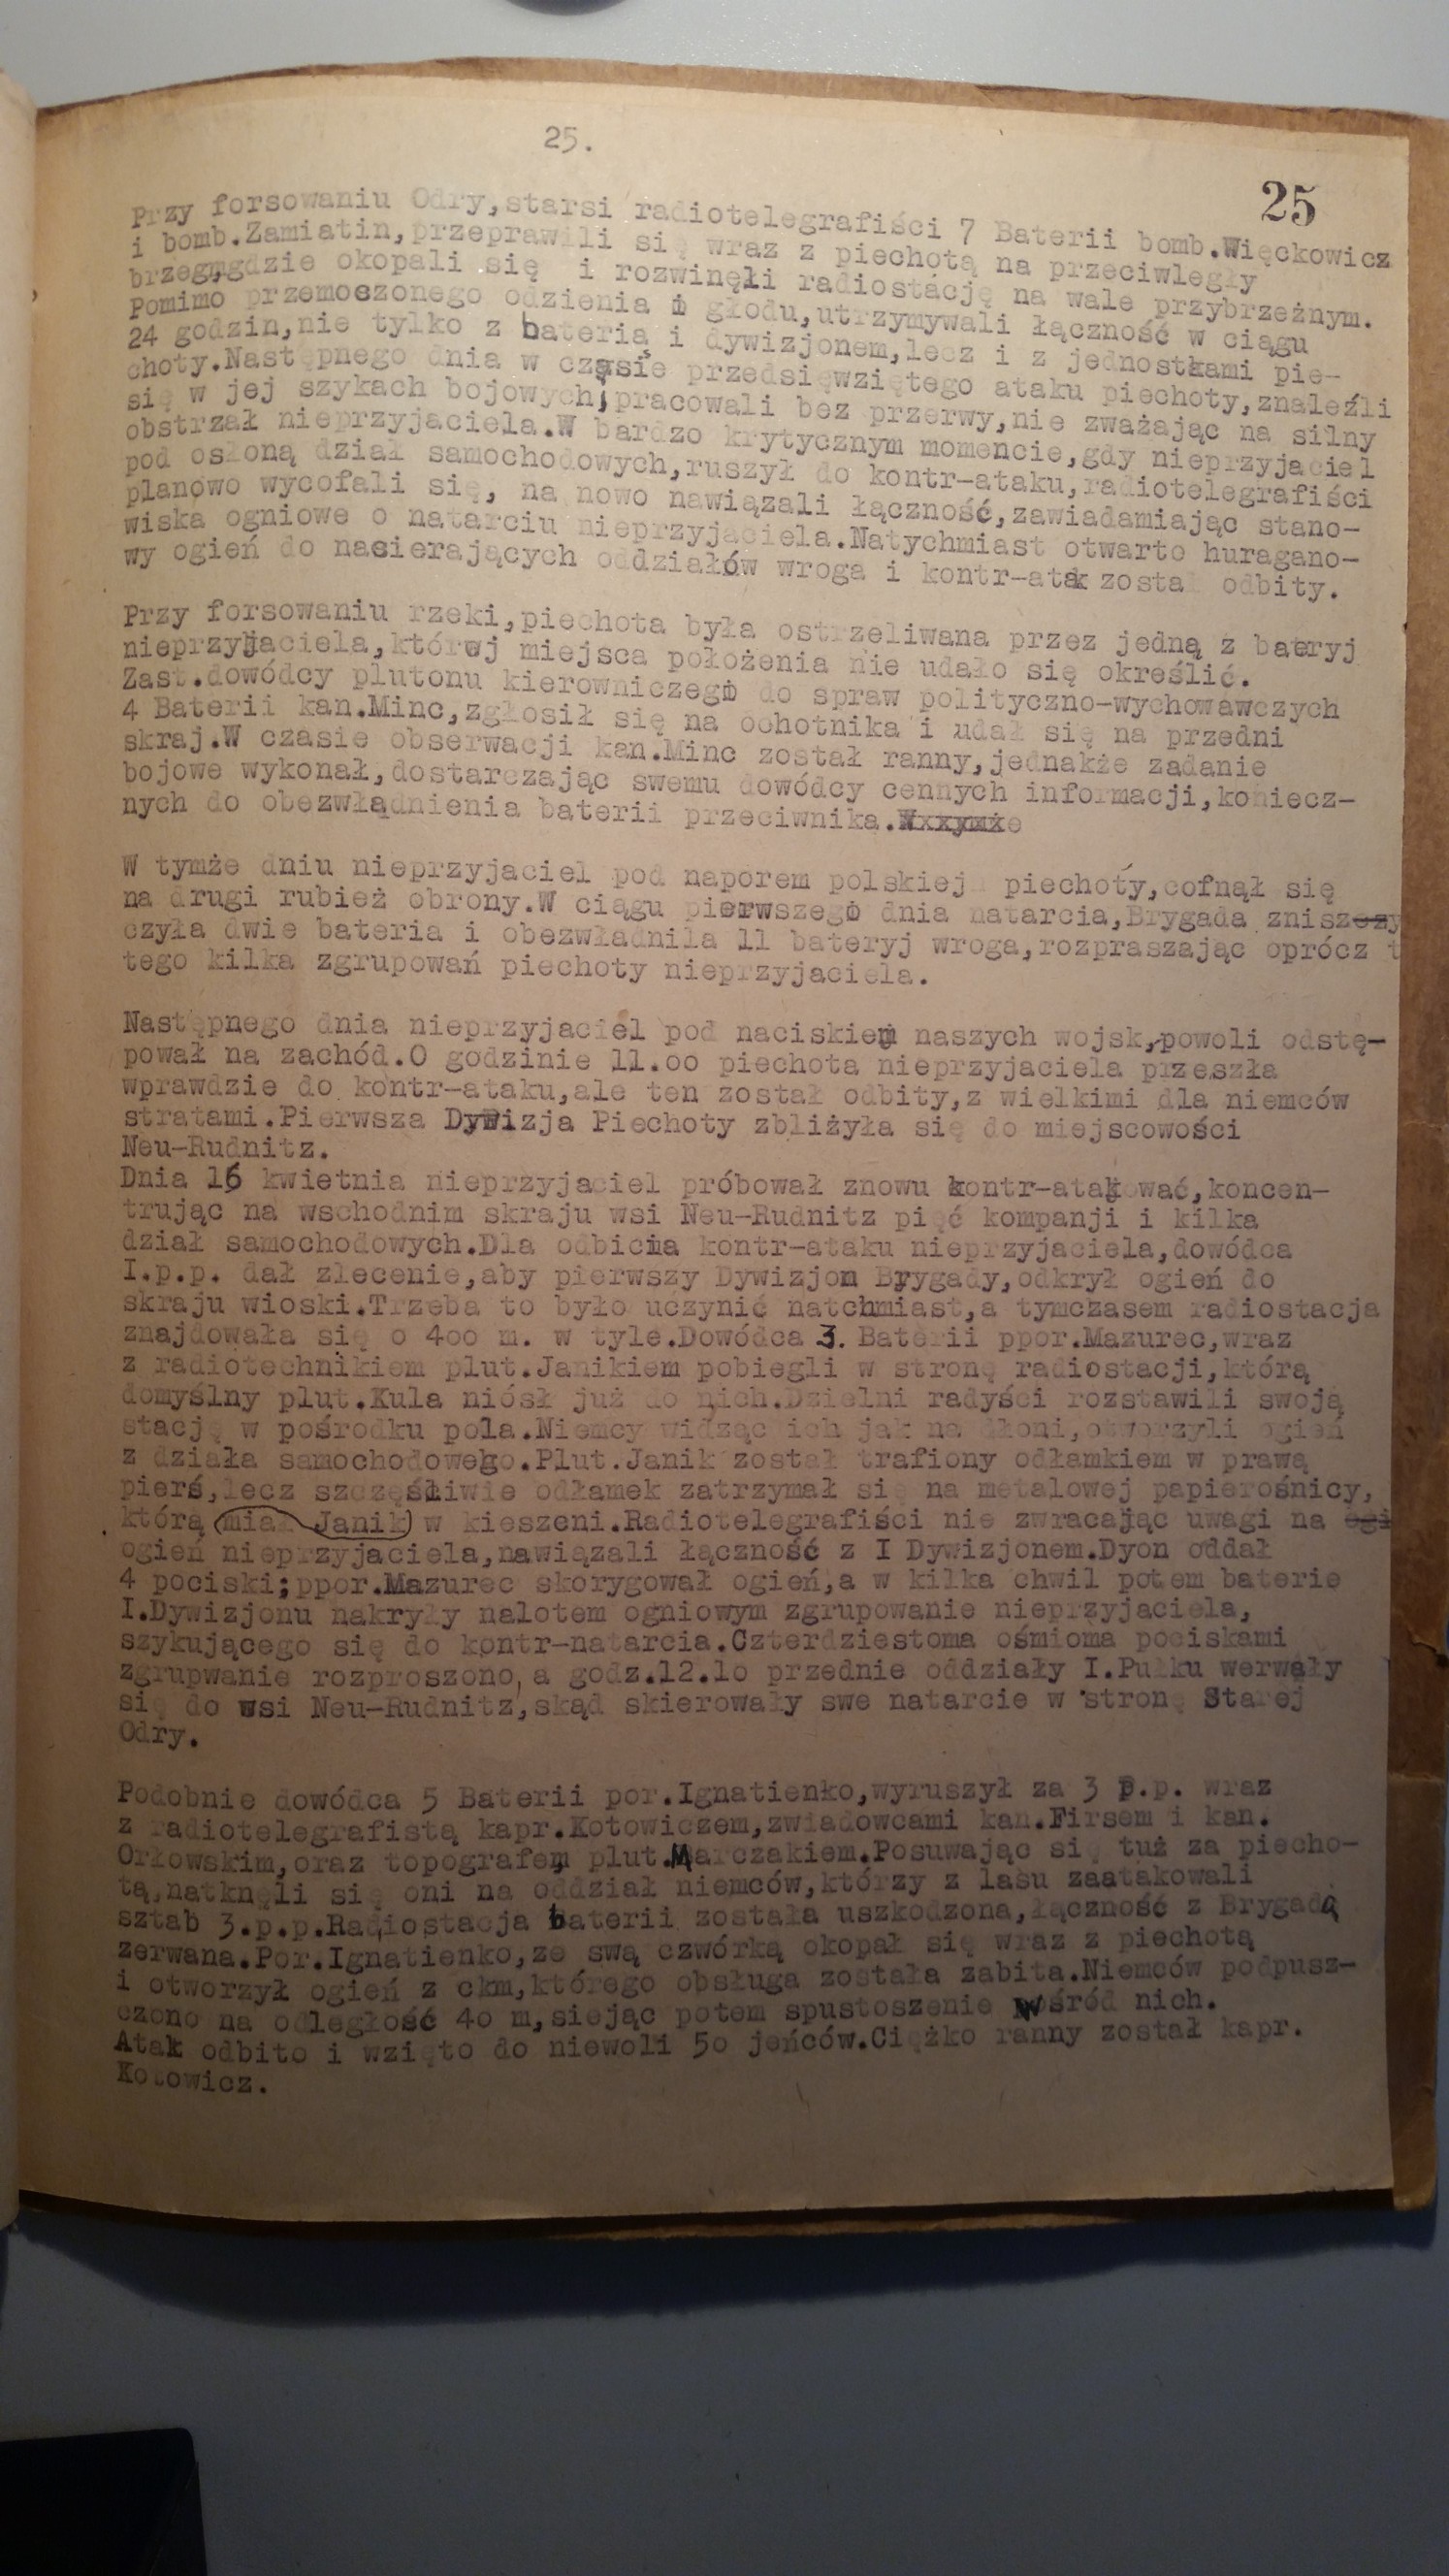 25.
25
Przy forsowaniu Odry,starsi radiotelegrafiści 7 Baterii bomb.Więckowicz
i bomb.Zamiatin,przeprawili się wraz z piechotą na przeciwległy
brzeg,gdzie okopali się i rozwinęłi radiostację na wale przybrzeżnym.
Pomimo przemoczonego odzienia i głodu,utrzymywali łączność w ciągu
24 godzin,nie tylko z baterią i dywizjonem,lecz i z jednostkami pie-
choty.Następnego dnia w czasie przedsięwziętego ataku piechoty,znaleźli
się w jej szykach bojowych,pracowali bez przerwy,nie zważając na silny
obstrzał nieprzyjaciela.W bardzo krytycznym momencie,gdy nieprzyjaciel
pod osłoną dział samochodowych,ruszył do kontr-ataku,radiotelegrafiści
planowo wycofali się, na nowo nawiązali łączność,zawiadamiając stano-
wiska ogniowe o natarciu nieprzyjaciela.Natychmiast otwarto huragano-
wy ogień do nacierających oddziałów wroga i kontr-atak został odbity.
Przy forsowaniu rzeki,piechota była ostrzeliwana przez jedną z bateryj
nieprzyjaciela,której miejsca położenia nie udało się określić.
Zast.dowódcy plutonu kierowniczego do spraw polityczno-wychowawczych
4 Baterii kan.Minc,zgłosił się na ochotnika i udał się na przedni
skraj.W czasie obserwacji kan.Minc został ranny,jednakże zadanie
bojowe wykonał,dostarczając swemu dowódcy cennych informacji,koniecz-
nych do obezwłądnienia baterii przeciwnika.
W tymże dniu nieprzyjaciel pod naporem polskiej piechoty,cofnął się
na drugi rubież obrony.W ciągu pierwszego dnia natarcia,Brygada zniszczy
czyła dwie bateria i obezwładnila 11 bateryj wroga,rozpraszając oprócz t
tego kilka zgrupowań piechoty nieprzyjaciela.
Następnego dnia nieprzyjaciel pod naciskiem naszych wojsk,powoli odstę-
pował na zachód.O godzinie 11.oo piechota nieprzyjaciela przeszła
wprawdzie do kontr-ataku,ale ten został odbity,z wielkimi dla niemców
stratami.Pierwsza Dywizja Piechoty zbliżyła się do miejscowości
Neu-Rudnitz.
Dnia 16 kwietnia nieprzyjaciel próbował znowu kontr-atakować,koncen-
trując na wschodnim skraju wsi Neu-Rudnitz pięć kompanji i kilka
dział samochodowych.Dla odbicia kontr-ataku nieprzyjaciela,dowódca
I.p.p. dał zlecenie,aby pierwszy Dywizjon Brygady,odkrył ogień do
skraju wioski.Trzeba to było uczynić natchmiast,a tymczasem radiostacja
znajdowała się o 4oo m. w tyle.Dowódca 3. Baterii ppor.Mazurec,wraz
z radiotechnikiem plut.Janikiem pobiegli w stronę radiostacji,którą
domyślny plut.Kula niósł już do nich.Dzielni radyści rozstawili swoją
stację w pośrodku pola.Niemcy widząc ich jak na dłoni,otworzyli ogień
z działa samochodowego.Plut.Janik został trafiony odłamkiem w prawą
pierś,lecz szczęśliwie odłamek zatrzymał się na metalowej papierośnicy,
którą miał Janik w kieszeni.Radiotelegrafiści nie zwracając uwagi na ogi
ogień nieprzyjaciela,nawiązali łączność z I Dywizjonem.Dyon oddał
4 pociski;ppor.Mazurec skorygował ogień,a w kilka chwil potem baterie
I.Dywizjonu nakryły nalotem ogniowym zgrupowanie nieprzyjaciela,
szykującego się do kontr-natarcia.Czterdziestoma ośmioma pociskami
zgrupwanie rozproszono,a godz.12.1o przednie oddziały I.Pułku werwały
się do wsi Neu-Rudnitz,skąd skierowały swe natarcie w stronę Starej
Odry.
Podobnie dowódca 5 Baterii por.Ignatienko,wyruszył za 3 p.p. wraz
z radiotelegrafistą kapr.Kotowiczem,zwiadowcami kan.Firsem i kan.
Orłowskim,oraz topografem plut.Marczakiem.Posuwając się tuż za piecho-
tą,natknęli się oni na oddział niemców,którzy z lasu zaatakowali
sztab 3.p.p.Radiostacja baterii została uszkodzona,łączność z Brygadą
zerwana.Por.Ignatienko,ze swą czwórką okopał się wraz z piechotą
i otworzył ogień z ckm,którego obsługa została zabita.Niemców podpusz-
czono na odległość 4o m,siejąc potem spustoszenie wśród nich.
Atak odbito i wzięto do niewoli 5o jeńców.Ciężko ranny został kapr.
Kotowicz.